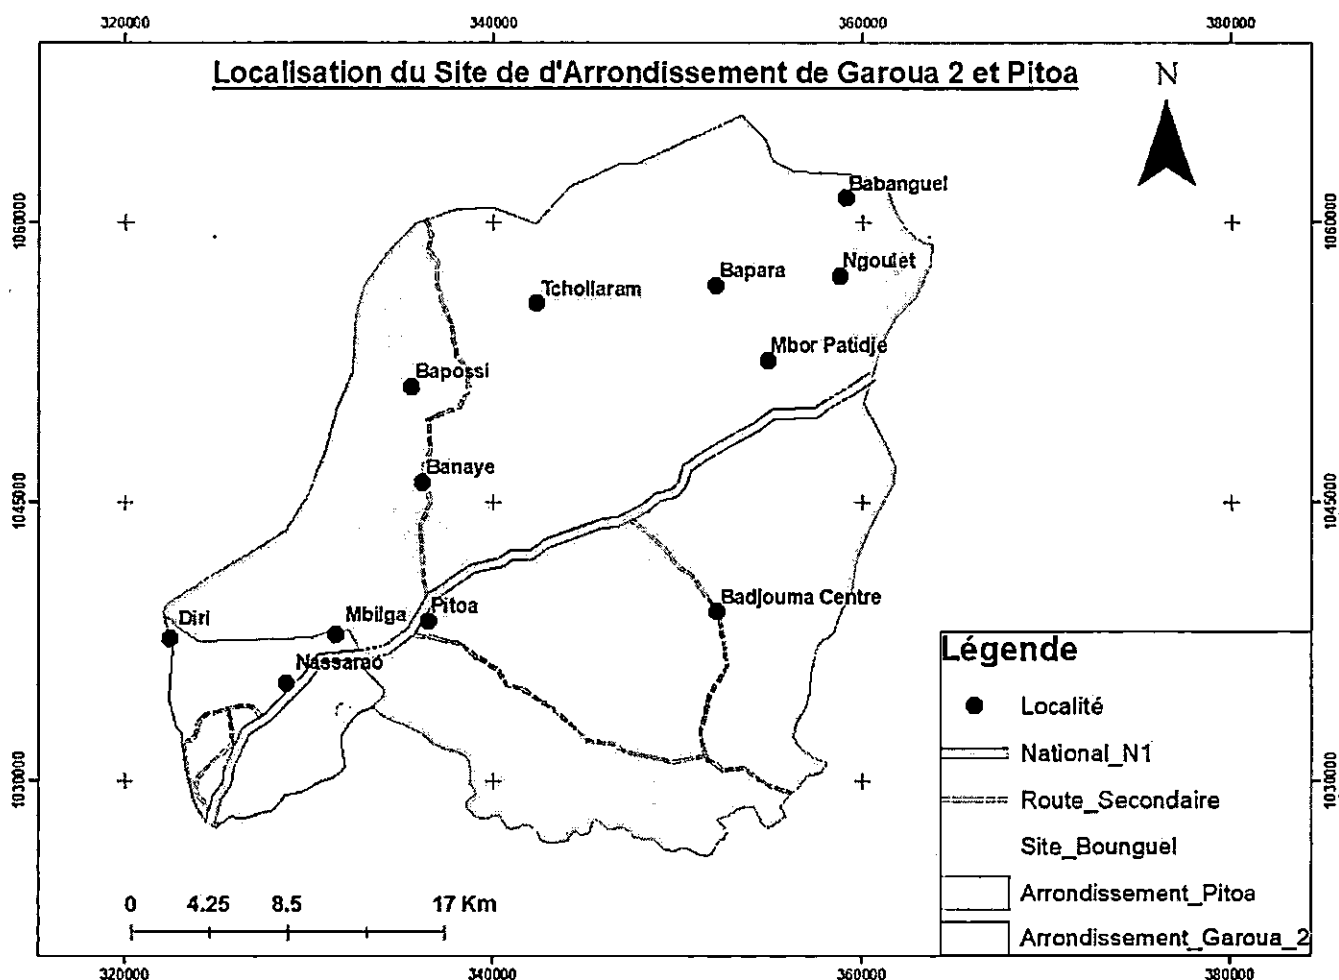 320000
340000
360000
380000
Localisation du Site de d'Arrondissement de Garoua 2 et Pitoa
N
Babanguel
1060000
1060000
Ngoulet
Bapara
Tchollaram
Mbor Patidje
Bapossi
Banaye
1045000
1045000
Badjouma Centre
Pitoa
Mbilga
Diri
Nassarao
1030000
1030000
Légende
Localité
National_N1
Route_Secondaire
Site_Bounguel
Arrondissement_Pitoa
Arrondissement_Garoua_2
0 4.25 8.5 17 Km
320000
340000
360000
380000